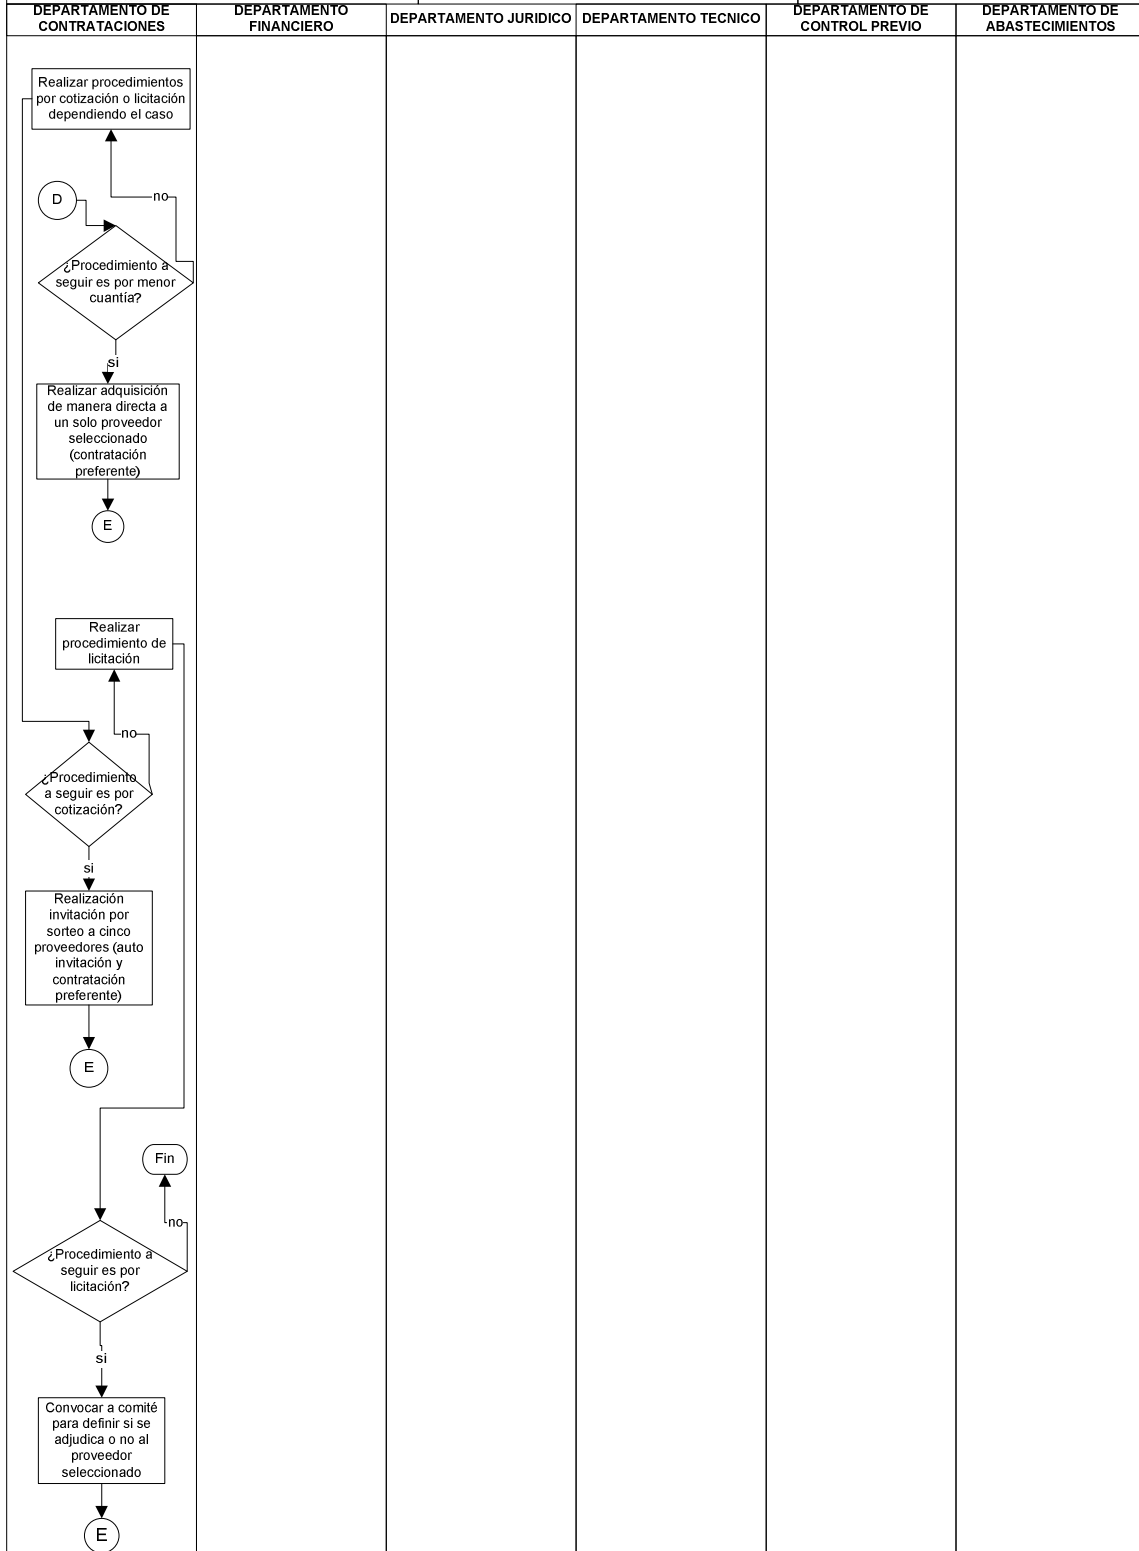 DEPARTAMENTO DE
CONTRATACIONES
DEPARTAMENTO
FINANCIERO
DEPARTAMENTO JURIDICO
DEPARTAMENTO TECNICO
DEPARTAMENTO DE
CONTROL PREVIO
DEPARTAMENTO DE
ABASTECIMIENTOS
Realizar procedimientos
por cotización o licitación
dependiendo el caso
no
D
¿Procedimiento a
seguir es por menor
cuantía?
si
Realizar adquisición
de manera directa a
un solo proveedor
seleccionado
(contratación
preferente)
E
Realizar
procedimiento de
licitación
no
¿Procedimiento
a seguir es por
cotización?
si
Realización
invitación por
sorteo a cinco
proveedores (auto
invitación y
contratación
preferente)
E
Fin
no
¿Procedimiento a
seguir es por
licitación?
si
Convocar a comité
para definir si se
adjudica o no al
proveedor
seleccionado
E